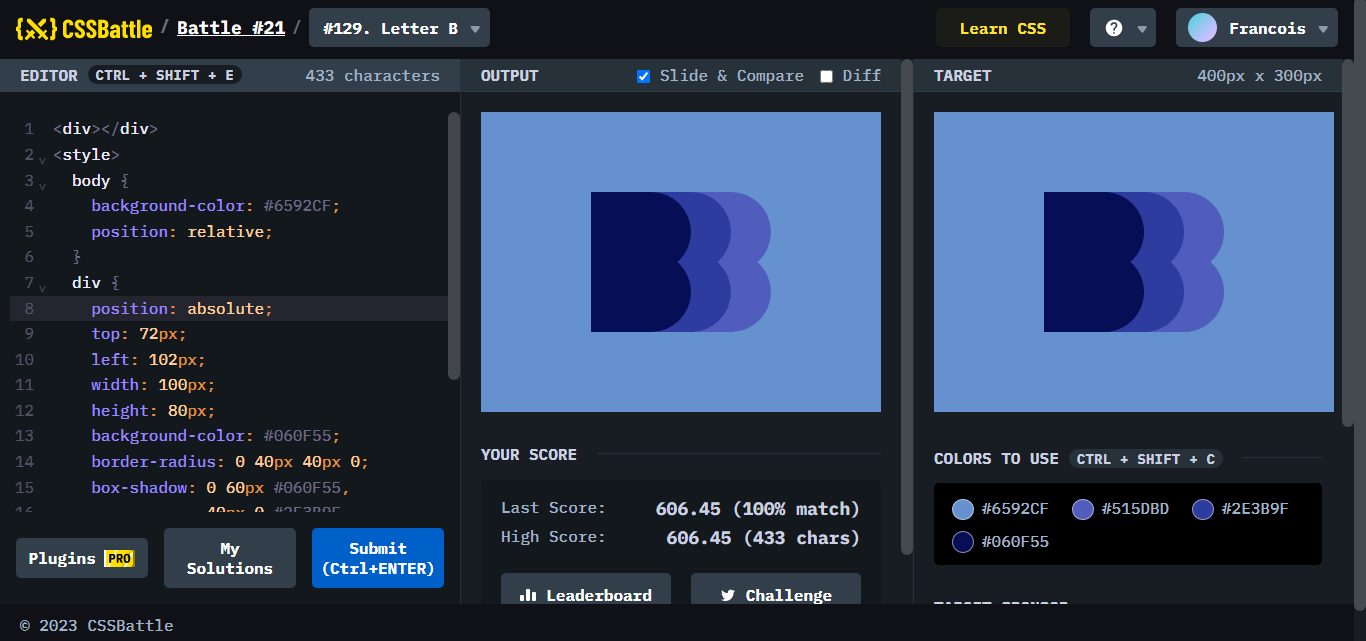 {X} CSSBattle / Battle #21 / #129. Letter B
Learn CSS
?
Francois
EDITOR CTRL + SHIFT + E 433 characters
1 <div></div>
2 <style>
3 body {
4 background-color: #6592CF;
5 position: relative;
6 }
7 div {
8 position: absolute;
9 top: 72px;
10 left: 102px;
11 width: 100px;
12 height: 80px;
13 background-color: #060F55;
14 border-radius: 0 40px 40px 0;
15 box-shadow: 0 60px #060F55,
16 40px 0 #2E3B9F
Plugins PRO
My Solutions
Submit (Ctrl+ENTER)
OUTPUT Slide & Compare Diff
YOUR SCORE
Last Score: 606.45 (100% match)
High Score: 606.45 (433 chars)
Leaderboard
Challenge
TARGET 400px x 300px
COLORS TO USE CTRL + SHIFT + C
#6592CF #515DBD #2E3B9F
#060F55
TARGET SPONSOR
© 2023 CSSBattle